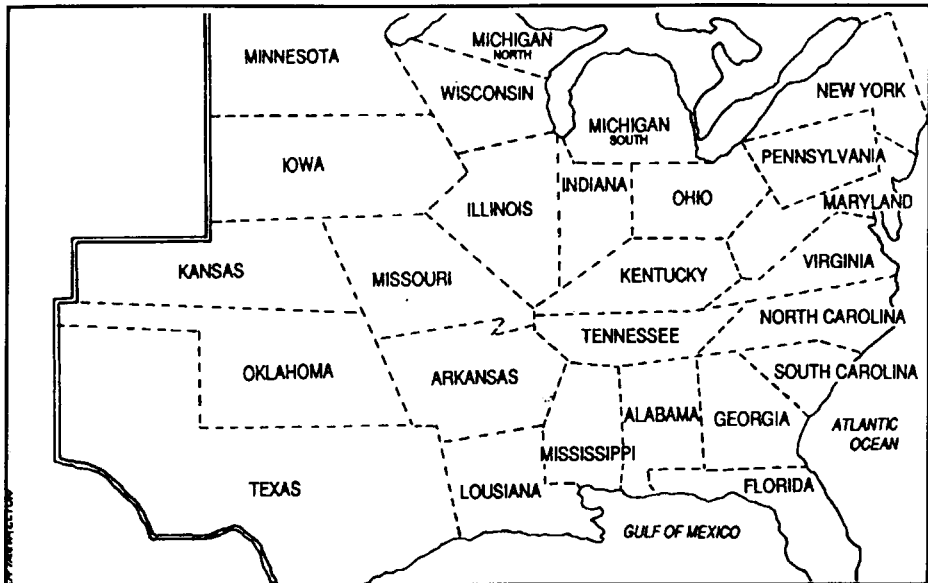 MINNESOTA
MICHIGAN
NORTH
WISCONSIN
NEW YORK
MICHIGAN
SOUTH
IOWA
PENNSYLVANIA
INDIANA
OHIO
ILLINOIS
MARYLAND
KANSAS
MISSOURI
KENTUCKY
VIRGINIA
2
TENNESSEE
NORTH CAROLINA
OKLAHOMA
ARKANSAS
SOUTH CAROLINA
ALABAMA
GEORGIA
ATLANTIC
OCEAN
MISSISSIPPI
TEXAS
LOUSIANA
FLORIDA
GULF OF MEXICO